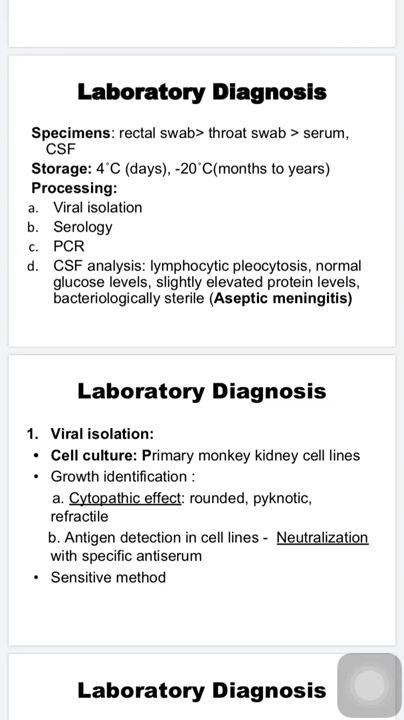 Laboratory Diagnosis
Specimens: rectal swab> throat swab > serum,
CSF
Storage: 4˚C (days), -20˚C(months to years)
Processing:
a. Viral isolation
b. Serology
c. PCR
d. CSF analysis: lymphocytic pleocytosis, normal
glucose levels, slightly elevated protein levels,
bacteriologically sterile (Aseptic meningitis)
Laboratory Diagnosis
1. Viral isolation:
• Cell culture: Primary monkey kidney cell lines
• Growth identification :
a. Cytopathic effect: rounded, pyknotic,
refractile
b. Antigen detection in cell lines - Neutralization
with specific antiserum
• Sensitive method
Laboratory Diagnosis